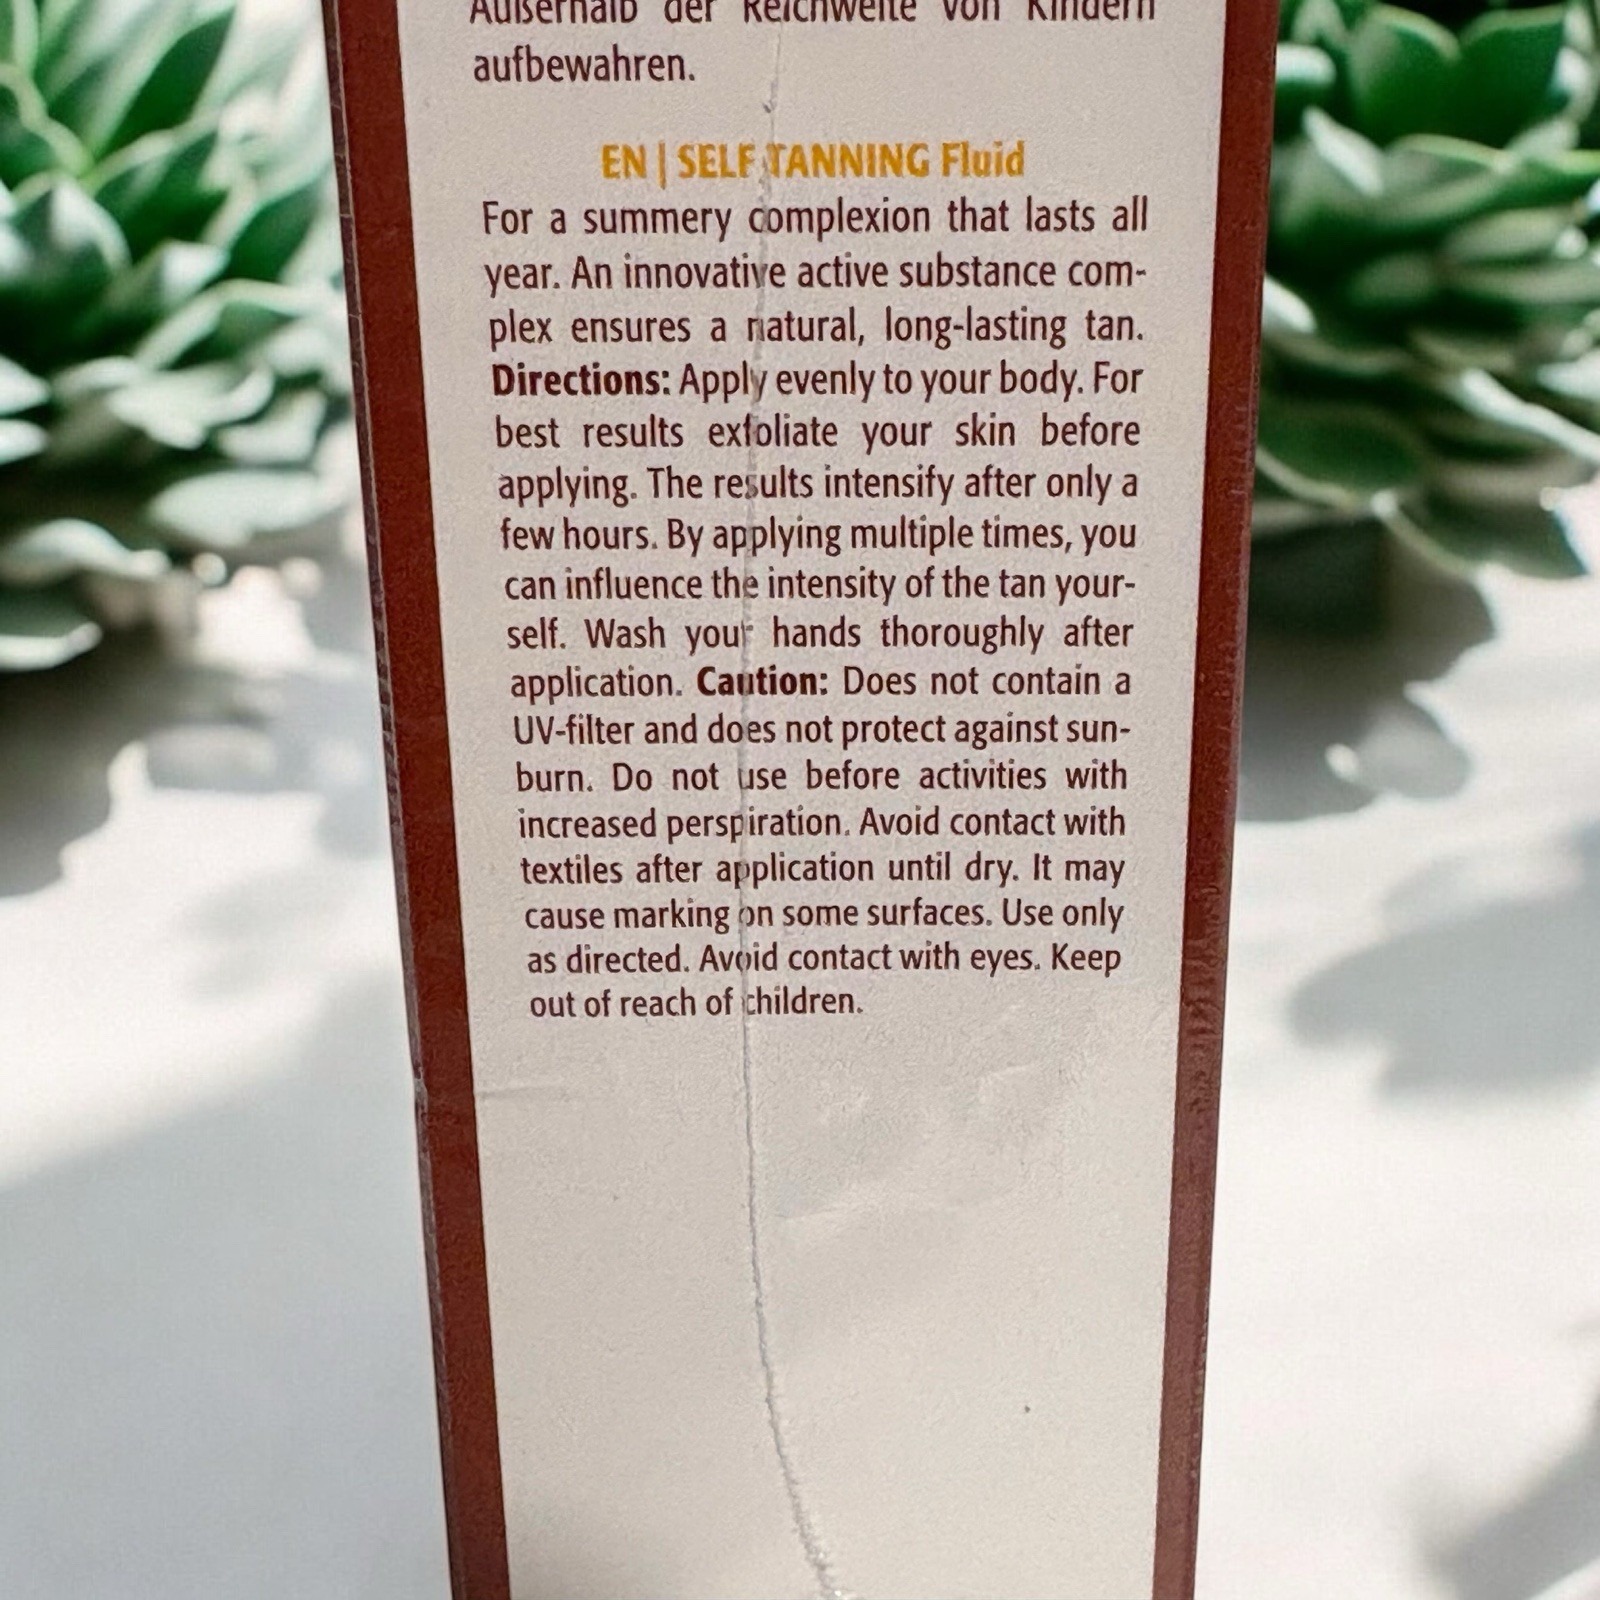 Außerhalb der Reichweite von Kindern
aufbewahren.
EN | SELF TANNING Fluid
For a summery complexion that lasts all
year. An innovative active substance com-
plex ensures a natural, long-lasting tan.
Directions: Apply evenly to your body. For
best results exfoliate your skin before
applying. The results intensify after only a
few hours. By applying multiple times, you
can influence the intensity of the tan your-
self. Wash your hands thoroughly after
application. Caution: Does not contain a
UV-filter and does not protect against sun-
burn. Do not use before activities with
increased perspiration. Avoid contact with
textiles after application until dry. It may
cause marking on some surfaces. Use only
as directed. Avoid contact with eyes. Keep
out of reach of children.